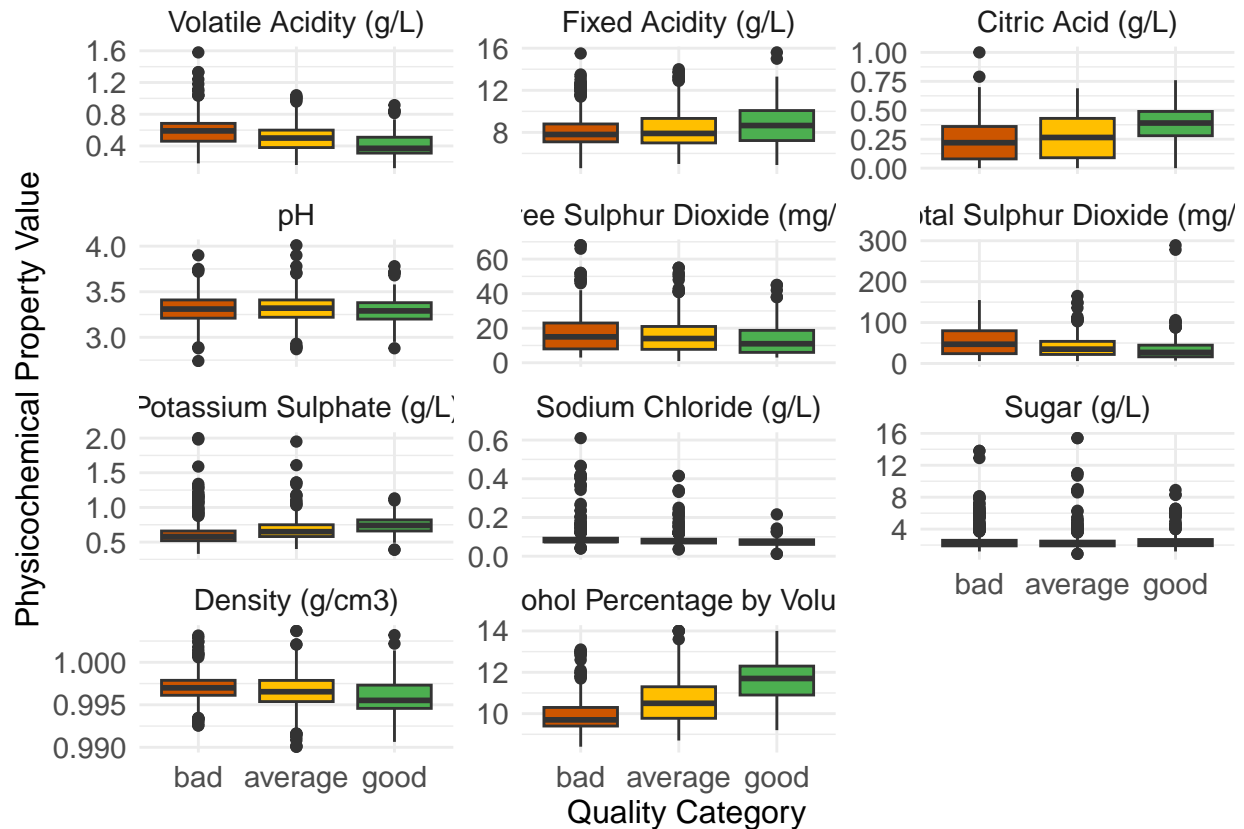 Volatile Acidity (g/L)
Fixed Acidity (g/L)
Citric Acid (g/L)
1.6
1.2
0.8
0.4
16
12
8
1.00
0.75
0.50
0.25
0.00
pH
ree Sulphur Dioxide (mg/
otal Sulphur Dioxide (mg/
4.0
3.5
3.0
60
40
20
0
300
200
100
0
Potassium Sulphate (g/L)
Sodium Chloride (g/L)
Sugar (g/L)
2.0
1.5
1.0
0.5
0.6
0.4
0.2
0.0
16
12
8
4
bad average good
Density (g/cm3)
ohol Percentage by Volu
1.000
0.995
0.990
14
12
10
bad average good
bad average good
Quality Category
Physicochemical Property Value